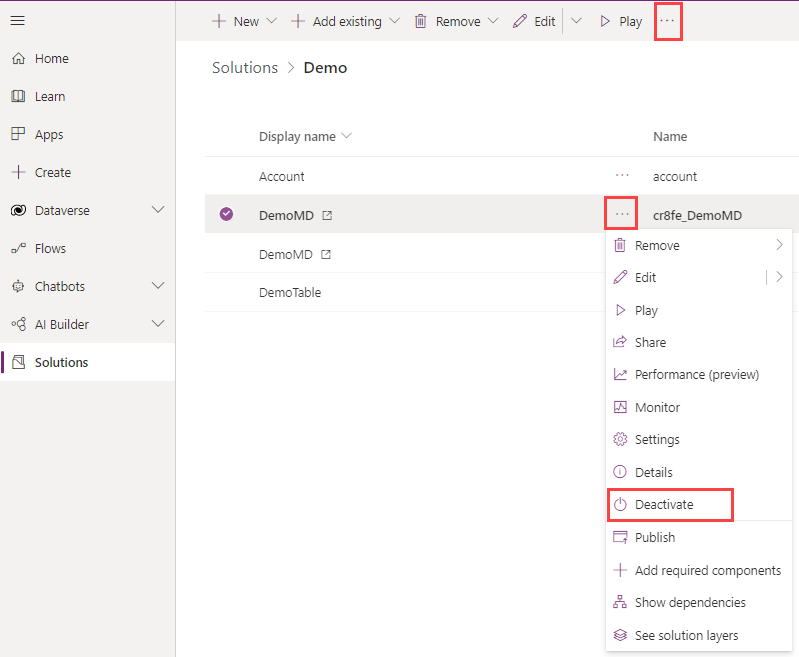 New
Add existing
Remove
Edit
Play
...
Home
Learn
Apps
Create
Dataverse
Flows
Chatbots
AI Builder
Solutions
Solutions > Demo
Display name
Name
Account ... account
DemoMD ... cr8fe_DemoMD
DemoMD
DemoTable
Remove
Edit
Play
Share
Performance (preview)
Monitor
Settings
Details
Deactivate
Publish
Add required components
Show dependencies
See solution layers